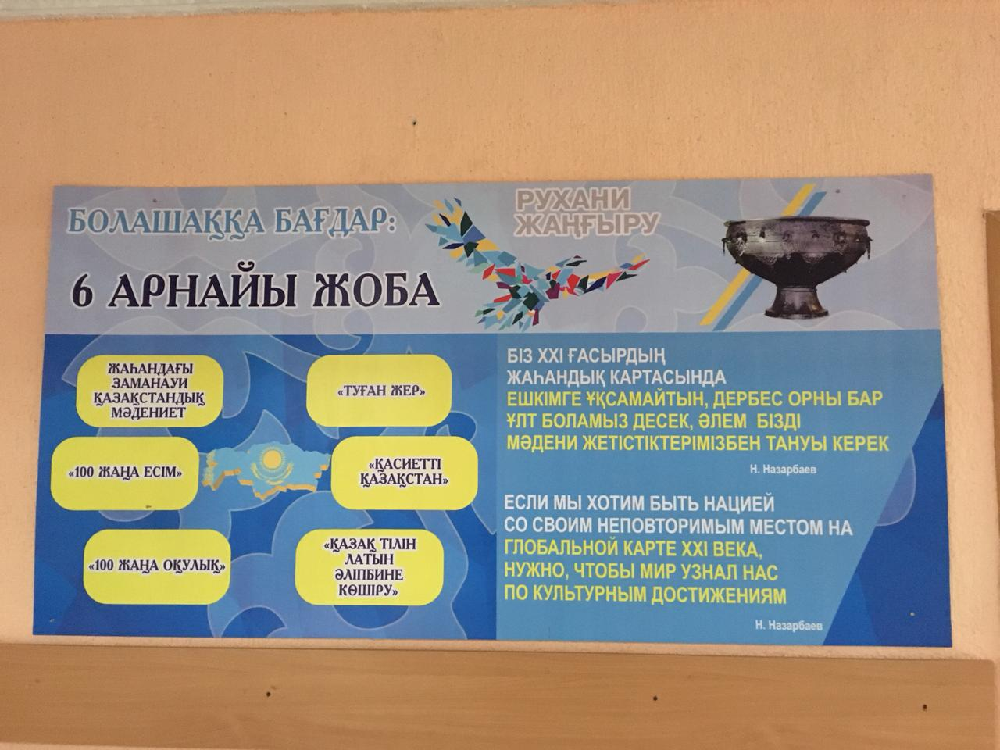 БОЛАШАҚҚА БАҒДАР:
6 АРНАЙЫ ЖОБА
РУХАНИ
ЖАҢҒЫРУ
ЖАҺАНДАҒЫ
ЗАМАНАУИ
ҚАЗАҚСТАНДЫҚ
МӘДЕНИЕТ
«ТУҒАН ЖЕР»
«100 ЖАҢА ЕСІМ»
«ҚАСИЕТТІ
ҚАЗАҚСТАН»
«100 ЖАҢА ОҚУЛЫҚ»
«ҚАЗАҚ ТІЛІН
ЛАТЫН
ӘЛІПБИНЕ
КӨШІРУ»
БІЗ XXI ҒАСЫРДЫҢ
ЖАҺАНДЫҚ КАРТАСЫНДА
ЕШКІМГЕ ҰҚСАМАЙТЫН, ДЕРБЕС ОРНЫ БАР
ҰЛТ БОЛАМЫЗ ДЕСЕК, ӘЛЕМ БІЗДІ
МӘДЕНИ ЖЕТІСТІКТЕРІМІЗБЕН ТАНУЫ КЕРЕК
Н. Назарбаев
ЕСЛИ МЫ ХОТИМ БЫТЬ НАЦИЕЙ
СО СВОИМ НЕПОВТОРИМЫМ МЕСТОМ НА
ГЛОБАЛЬНОЙ КАРТЕ XXI ВЕКА,
НУЖНО, ЧТОБЫ МИР УЗНАЛ НАС
ПО КУЛЬТУРНЫМ ДОСТИЖЕНИЯМ
Н. Назарбаев